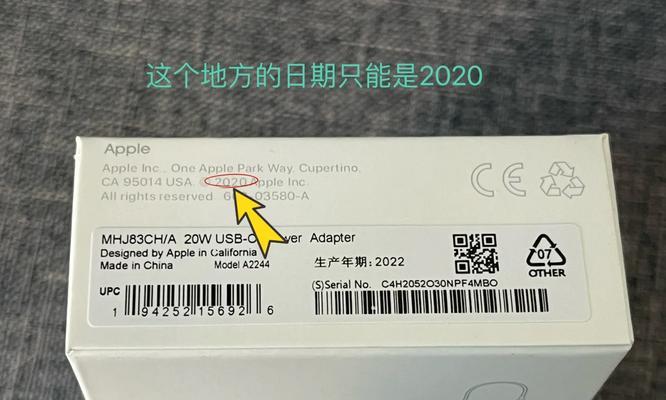 这个地方的日期只能是2020
Apple
Apple Inc., One Apple Park Way, Cupertino,
CA 95014 USA. © 2020 Apple Inc.
All rights reserved 03580-A
MHJ83CH/A 20W USB-C Adapter
Designed by Apple in California
Made in China Model A2244
生产年期:2022
07
OTHER
UPC
1 94252 15692 6
(S)Serial No. C4H2052O30NPF4MBO
CE